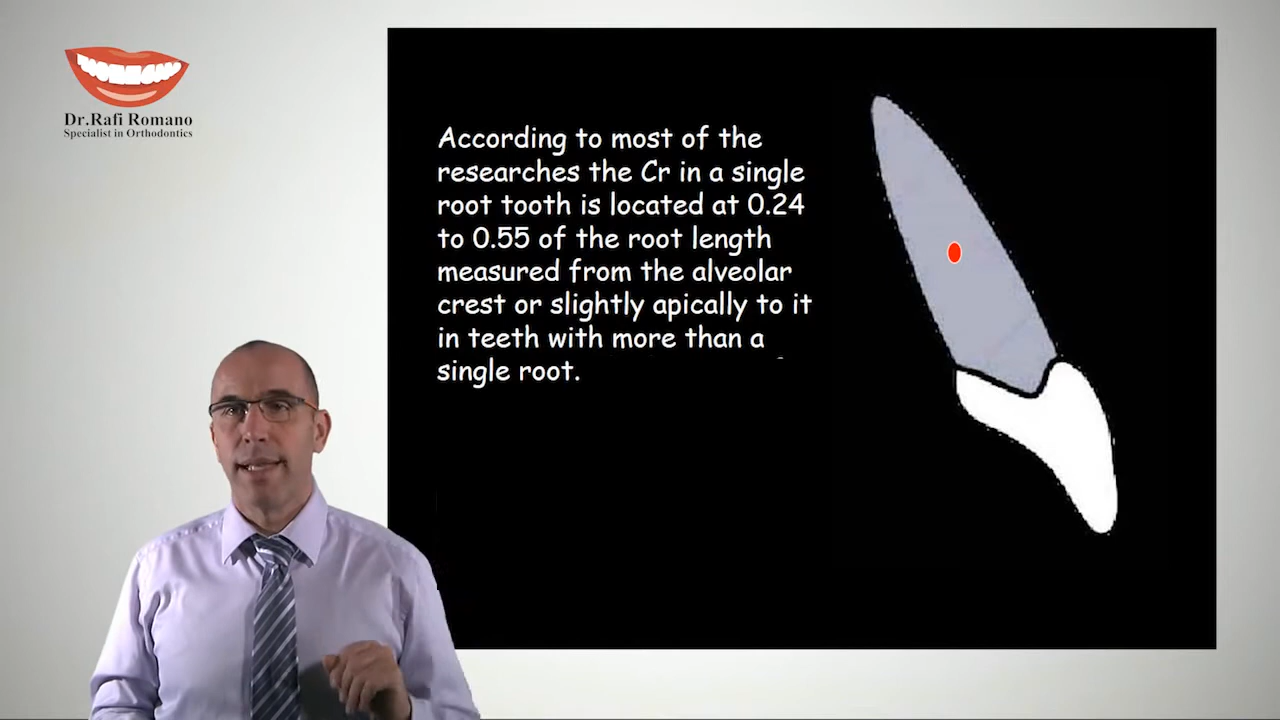 Dr.Rafi Romano
Specialist in Orthodontics
According to most of the
researches the Cr in a single
root tooth is located at 0.24
to 0.55 of the root length
measured from the alveolar
crest or slightly apically to it
in teeth with more than a
single root.